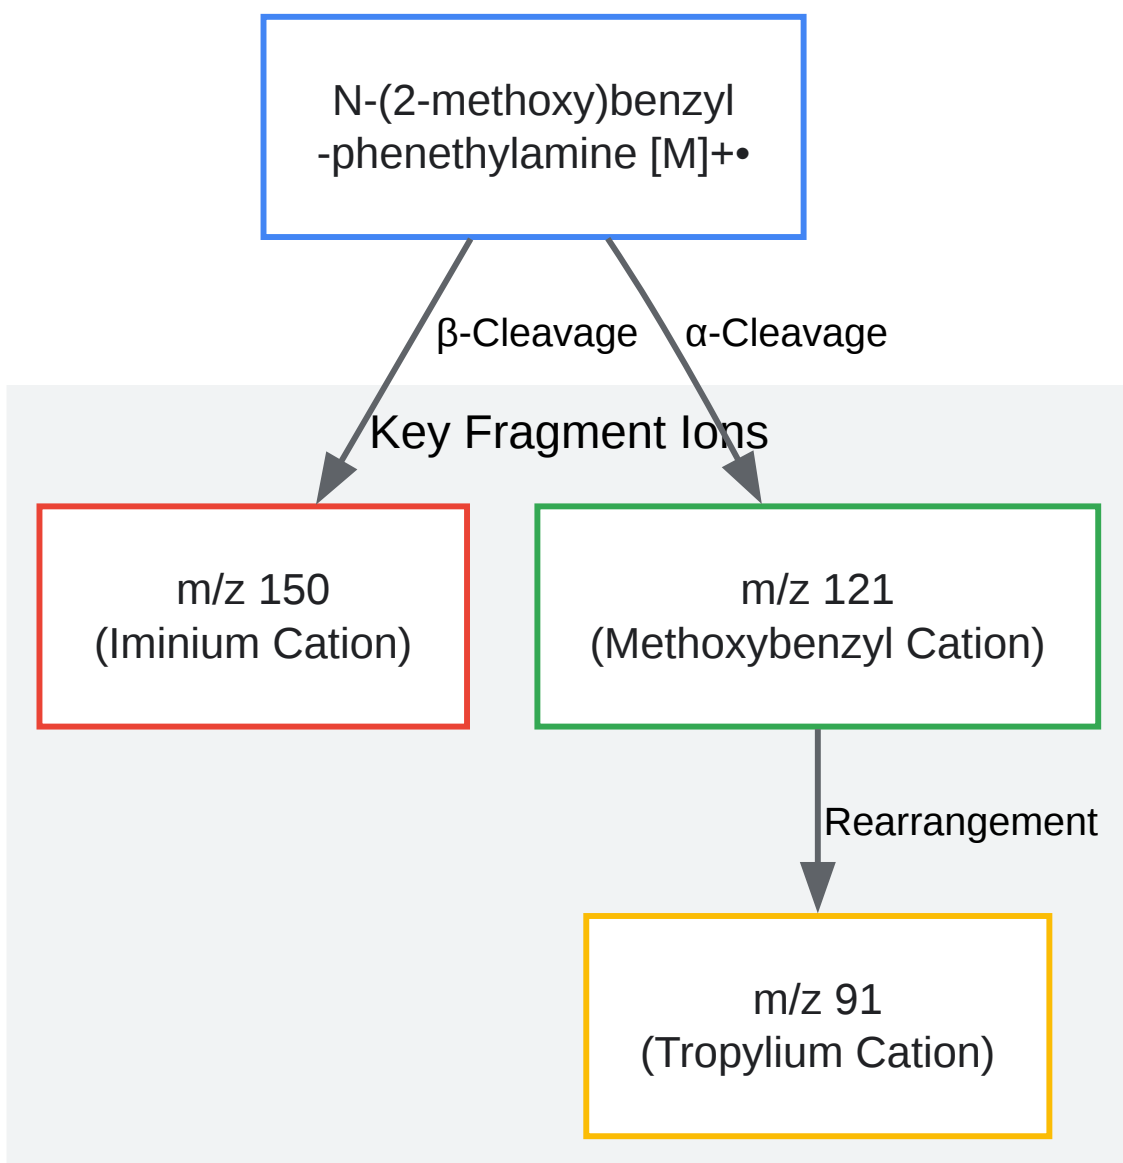 N-(2-methoxy)benzyl
-phenethylamine [M]+•
β-Cleavage
α-Cleavage
Key Fragment Ions
m/z 150
(Iminium Cation)
m/z 121
(Methoxybenzyl Cation)
Rearrangement
m/z 91
(Tropylium Cation)